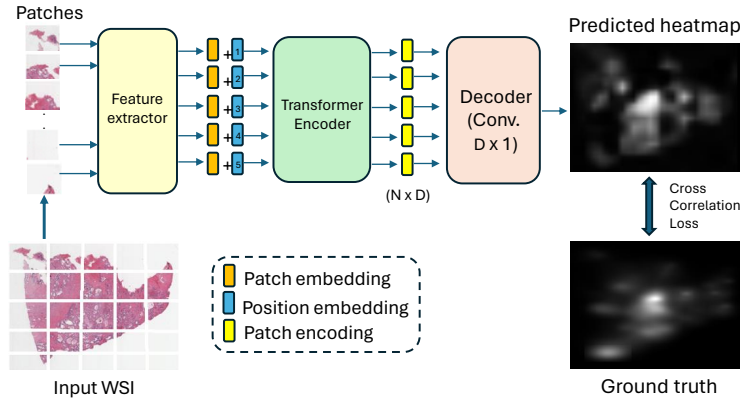 Patches
Predicted heatmap
Feature
extractor
+ 1
+ 2
+ 3
+ 4
+ 5
Transformer
Encoder
Decoder
(Conv.
D x 1)
(N x D)
Cross
Correlation
Loss
Patch embedding
Position embedding
Patch encoding
Input WSI
Ground truth